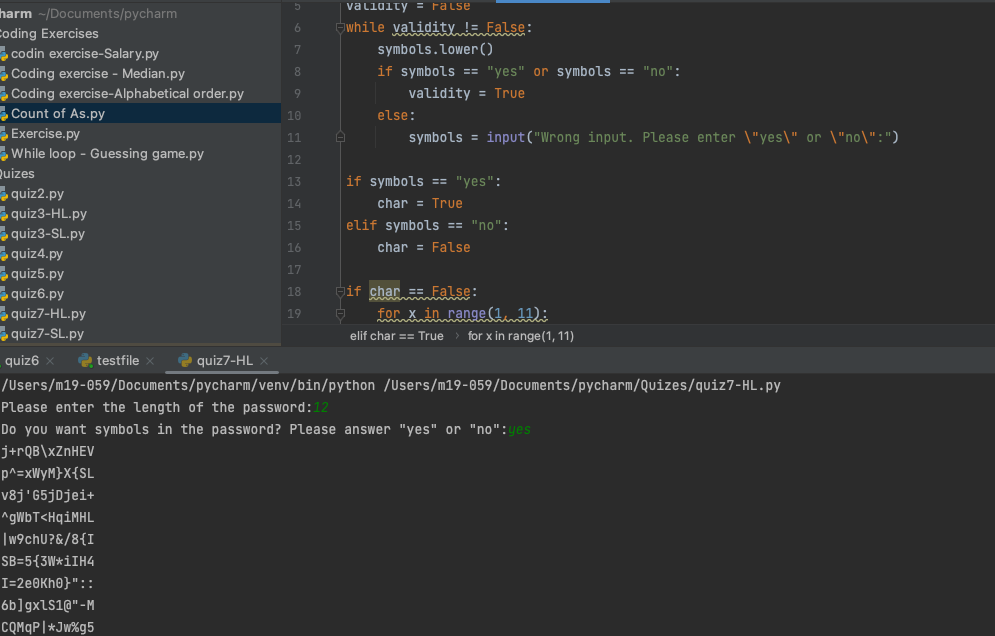 harm ~/Documents/pycharm
Coding Exercises
codin exercise-Salary.py
Coding exercise - Median.py
Coding exercise-Alphabetical order.py
Count of As.py
Exercise.py
While loop - Guessing game.py
Quizes
quiz2.py
quiz3-HL.py
quiz3-SL.py
quiz4.py
quiz5.py
quiz6.py
quiz7-HL.py
quiz7-SL.py
5 validity = False
6 while validity != False:
7 symbols.lower()
8 if symbols == "yes" or symbols == "no":
9 validity = True
10 else:
11 symbols = input("Wrong input. Please enter \"yes\" or \"no\":")
12
13 if symbols == "yes":
14 char = True
15 elif symbols == "no":
16 char = False
17
18 if char == False:
19 for x in range(1, 11):
elif char == True > for x in range(1, 11)
quiz6 × testfile × quiz7-HL ×
/Users/m19-059/Documents/pycharm/venv/bin/python /Users/m19-059/Documents/pycharm/Quizes/quiz7-HL.py
Please enter the length of the password:12
Do you want symbols in the password? Please answer "yes" or "no":yes
j+rQB\xZnHEV
p^=xWyM}X{SL
v8j'G5jDjei+
^gWbT<HqiMHL
|w9chU?&/8{I
SB=5{3W*iIH4
I=2e0Kh0}"::
6b]gxlS1@"-M
CQMqP|*Jw%g5